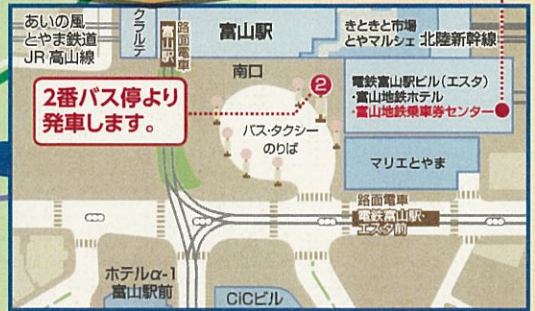 あいの風
とやま鉄道
JR 高山線
クラルテ
路面電車
富山駅
富山駅
きときと市場
とやマルシェ
北陸新幹線
南口
2
2番バス停より
発車します。
バス・タクシー
のりば
電鉄富山駅ビル(エスタ)
・富山地鉄ホテル
・富山地鉄乗車券センター
マリエとやま
路面電車
電鉄富山駅・
エスタ前
ホテルα-1
富山駅前
CiCビル